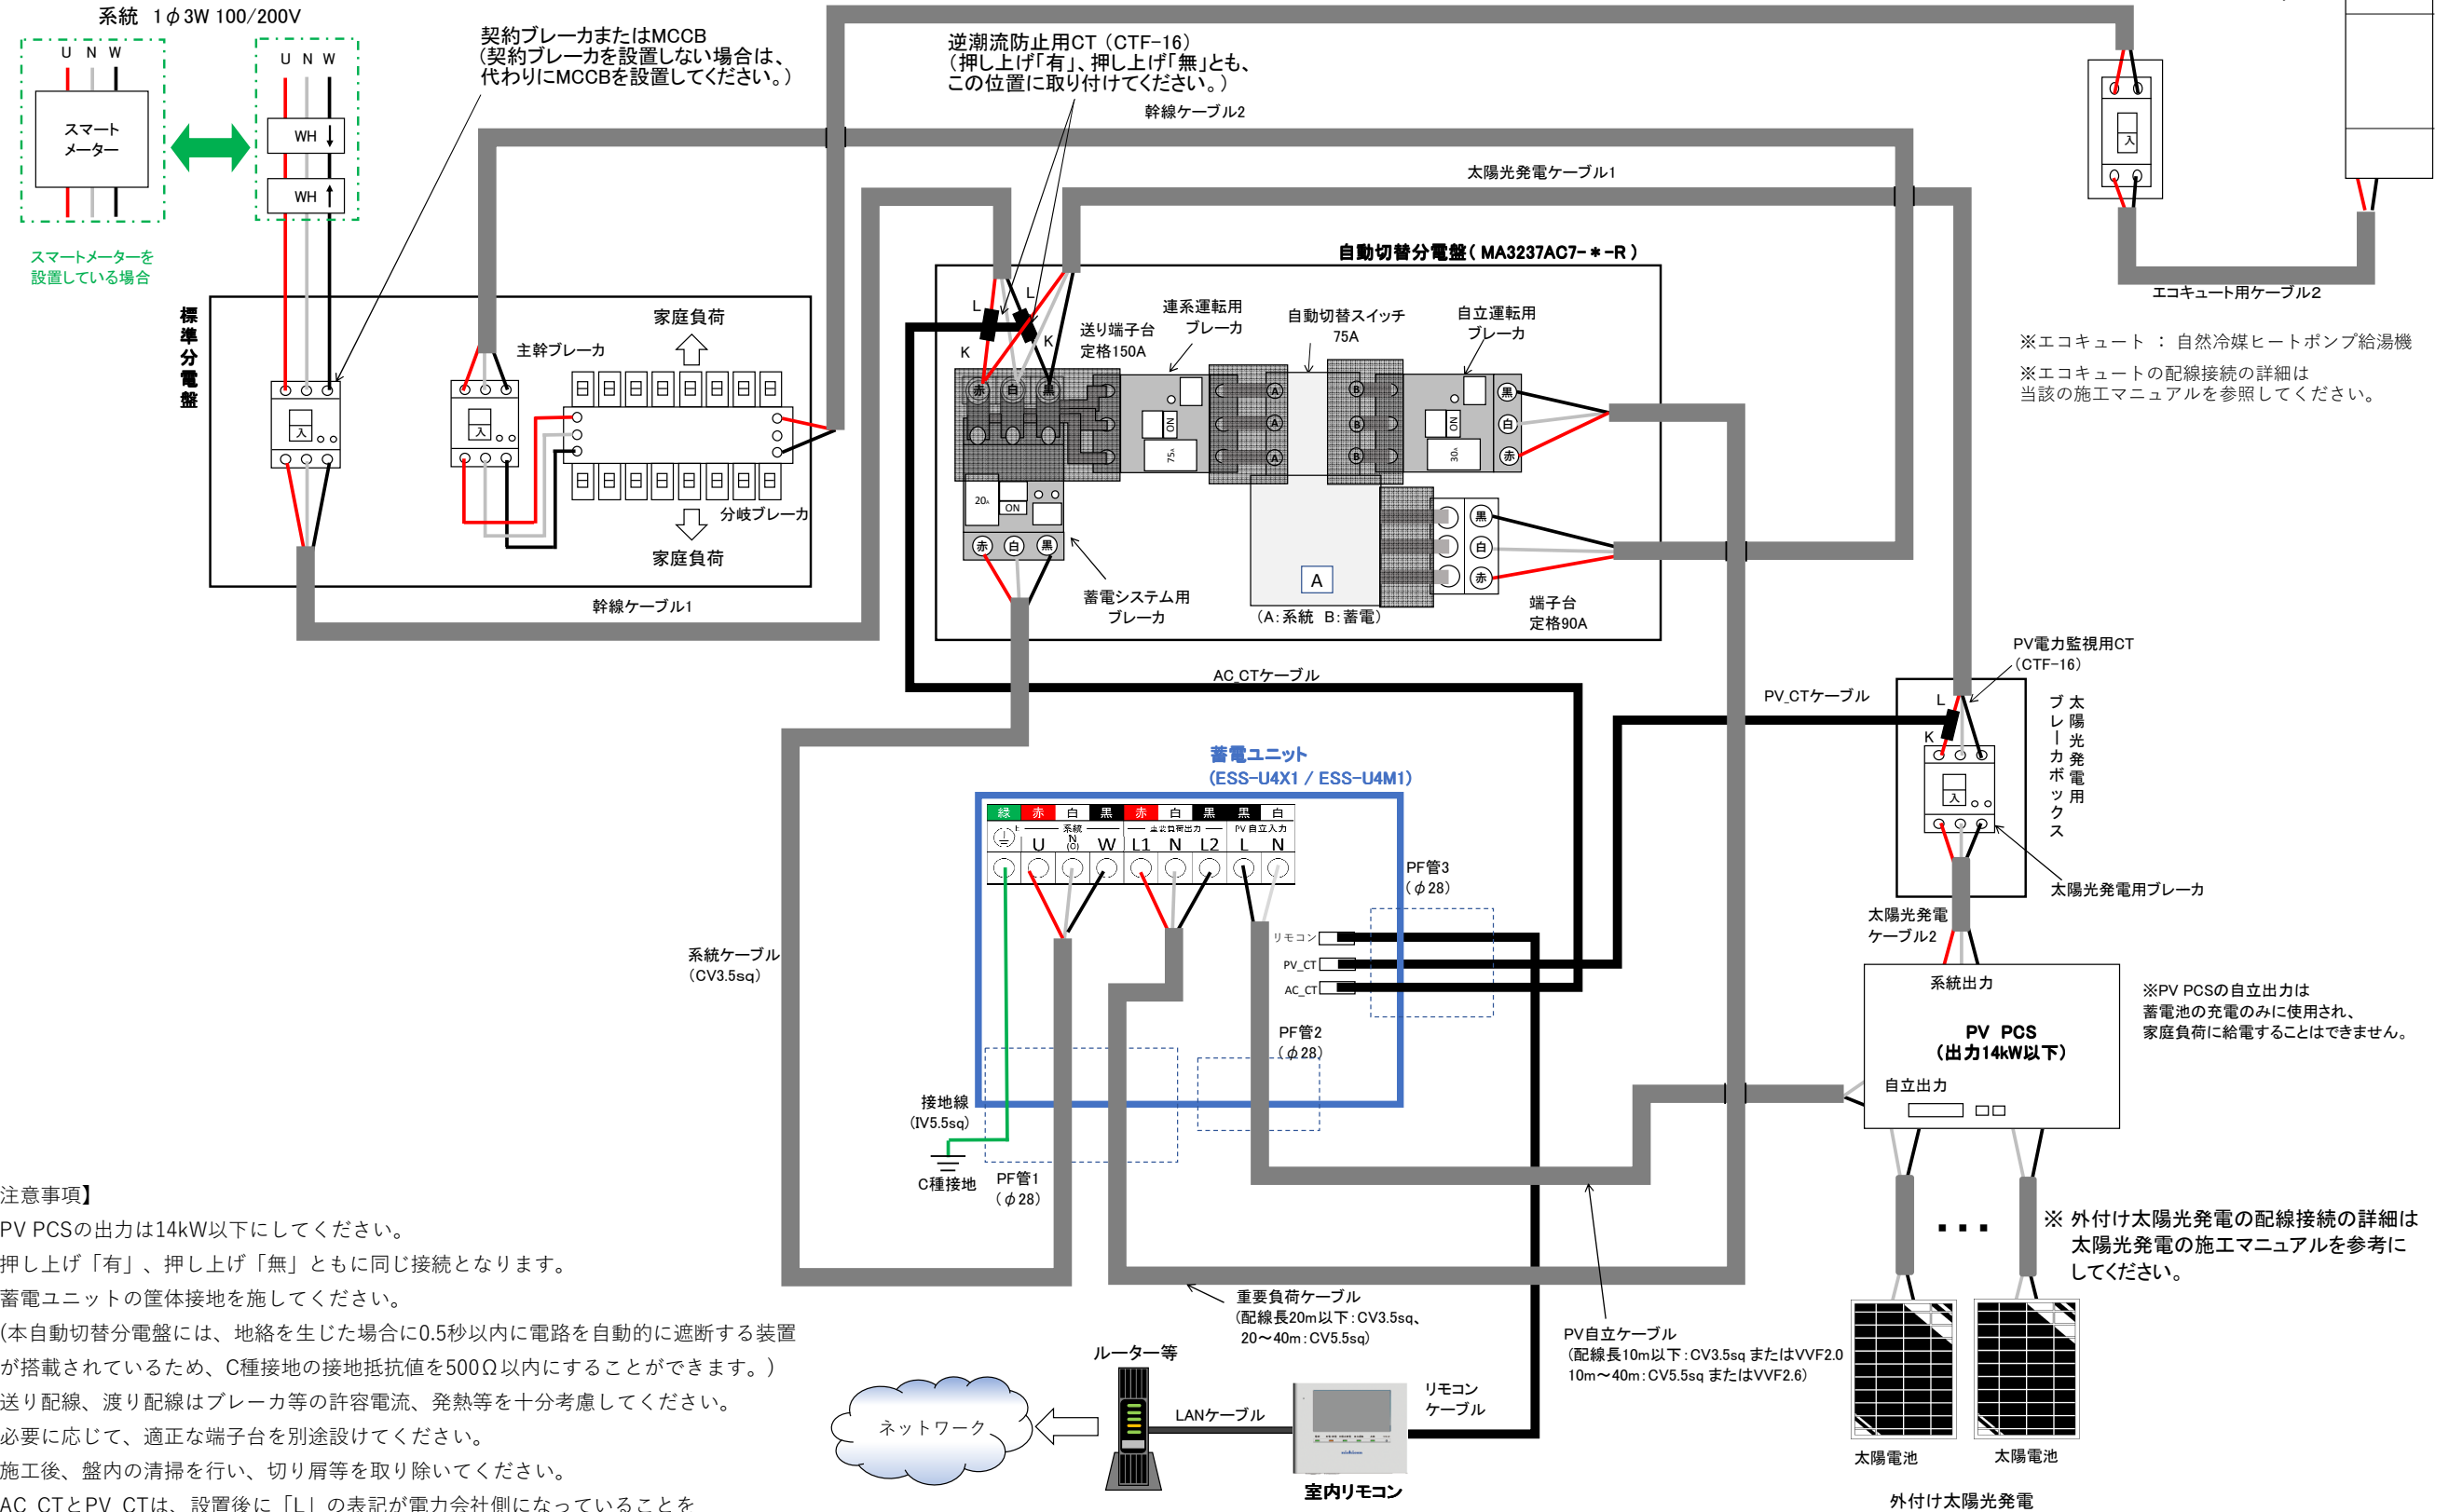 系統 1φ3W 100/200V
U N W
スマート
メーター
U N W
WH
WH
スマートメーターを
設置している場合
契約ブレーカまたはMCCB
(契約ブレーカを設置しない場合は、
代わりにMCCBを設置してください。)
逆潮流防止用CT (CTF-16)
(押し上げ「有」、押し上げ「無」とも、
この位置に取り付けてください。)
幹線ケーブル2
太陽光発電ケーブル1
入
エコキュート用ケーブル2
※エコキュート : 自然冷媒ヒートポンプ給湯機
※エコキュートの配線接続の詳細は
当該の施工マニュアルを参照してください。
標準分電盤
主幹ブレーカ
家庭負荷
入
入
分岐ブレーカ
家庭負荷
幹線ケーブル1
自動切替分電盤( MA3237AC7-*-R )
L
L
K
K
送り端子台
定格150A
連系運転用
ブレーカ
自動切替スイッチ
75A
自立運転用
ブレーカ
赤 白 黒
ON
75A
A
A
A
B
B
B
ON
30A
黒
白
赤
20A
ON
赤 白 黒
蓄電システム用
ブレーカ
A
(A:系統 B:蓄電)
黒
白
赤
端子台
定格90A
AC_CTケーブル
PV_CTケーブル
PV電力監視用CT
(CTF-16)
L
K
入
太陽光発電用
ブレーカボックス
太陽光発電用ブレーカ
太陽光発電
ケーブル2
系統出力
PV PCS
(出力14kW以下)
自立出力
※PV PCSの自立出力は
蓄電池の充電のみに使用され、
家庭負荷に給電することはできません。
蓄電ユニット
(ESS-U4X1 / ESS-U4M1)
緑 赤 白 黒 赤 白 黒 黒 白
E 系統 主要負荷出力 PV 自立入力
U N(O) W L1 N L2 L N
PF管3
(φ28)
リモコン
PV_CT
AC_CT
PF管2
(φ28)
系統ケーブル
(CV3.5sq)
接地線
(IV5.5sq)
C種接地
PF管1
(φ28)
重要負荷ケーブル
(配線長20m以下:CV3.5sq、
20~40m:CV5.5sq)
PV自立ケーブル
(配線長10m以下:CV3.5sq またはVVF2.0
10m~40m:CV5.5sq またはVVF2.6)
※ 外付け太陽光発電の配線接続の詳細は
太陽光発電の施工マニュアルを参考に
してください。
太陽電池
太陽電池
外付け太陽光発電
ルーター等
ネットワーク
LANケーブル
リモコン
ケーブル
室内リモコン
注意事項】
PV PCSの出力は14kW以下にしてください。
押し上げ「有」、押し上げ「無」ともに同じ接続となります。
蓄電ユニットの筐体接地を施してください。
(本自動切替分電盤には、地絡を生じた場合に0.5秒以内に電路を自動的に遮断する装置
が搭載されているため、C種接地の接地抵抗値を500Ω以内にすることができます。)
送り配線、渡り配線はブレーカ等の許容電流、発熱等を十分考慮してください。
必要に応じて、適正な端子台を別途設けてください。
施工後、盤内の清掃を行い、切り屑等を取り除いてください。
AC_CTとPV_CTは、設置後に「L」の表記が電力会社側になっていることを